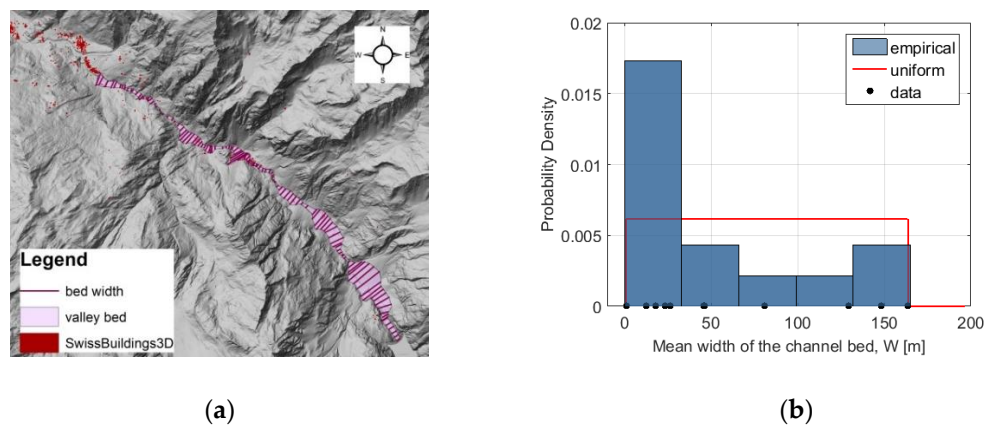 N
W E
S
Legend
bed width
valley bed
SwissBuildings3D
(a)
0.02
0.015
0.01
0.005
0
Probability Density
empirical
uniform
data
0 50 100 150 200
Mean width of the channel bed, W [m]
(b)